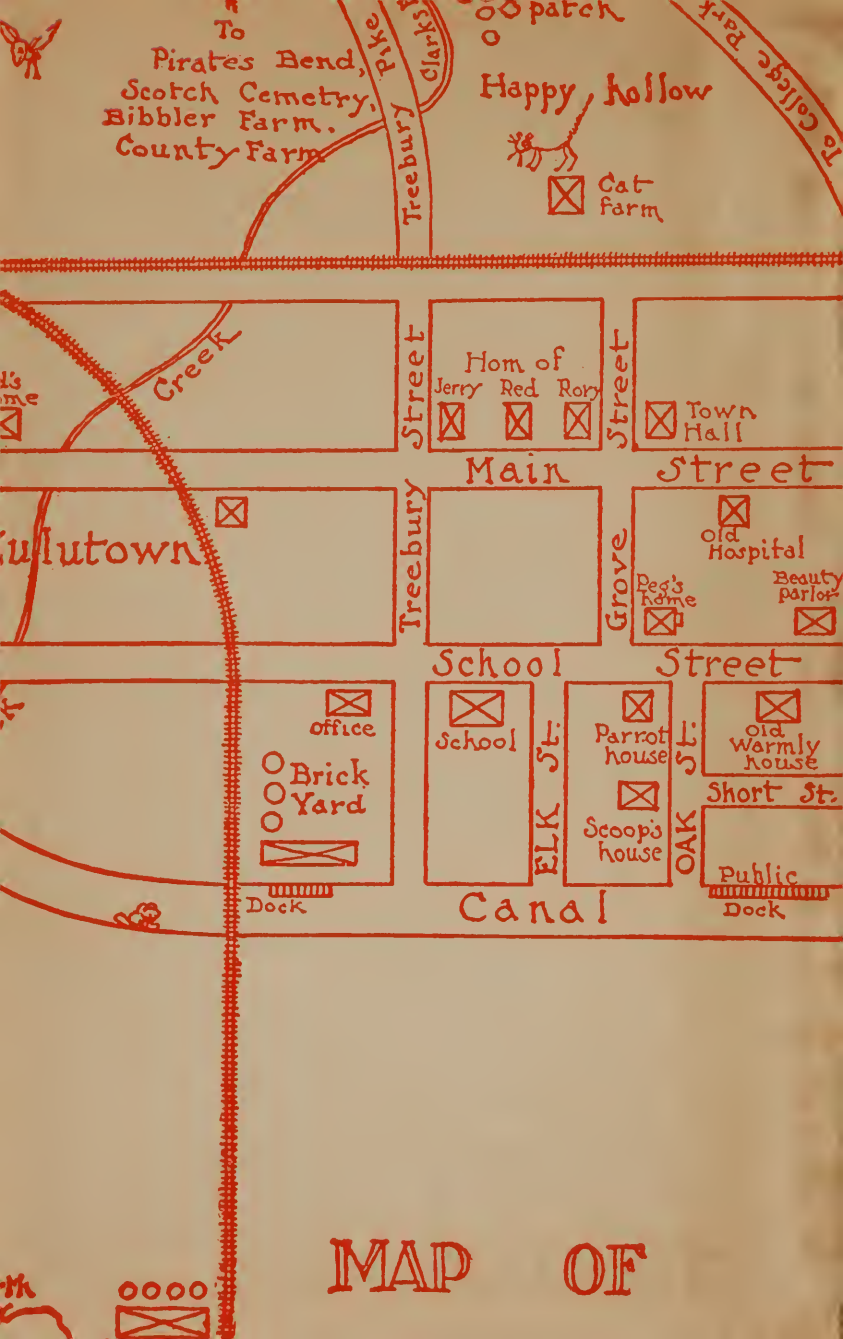 patch
To
Pirates Bend,
Scotch Cemetry,
Bibbler Farm.
County Farm
Pike
Treebury
Happy hollow
To College Park
Cat
farm
Creek
Street
Hom of
Jerry Red Rory
Street
Town
Hall
Main Street
Treebury
Grove
Old
Hospital
Peg's
home
Beauty
parlor
School Street
office
School
ELK St.
Parrot
house
OAK St.
Old
Warmly
house
Brick
Yard
Short St.
Scoop's
house
Public
Dock
Dock
Canal
MAP OF